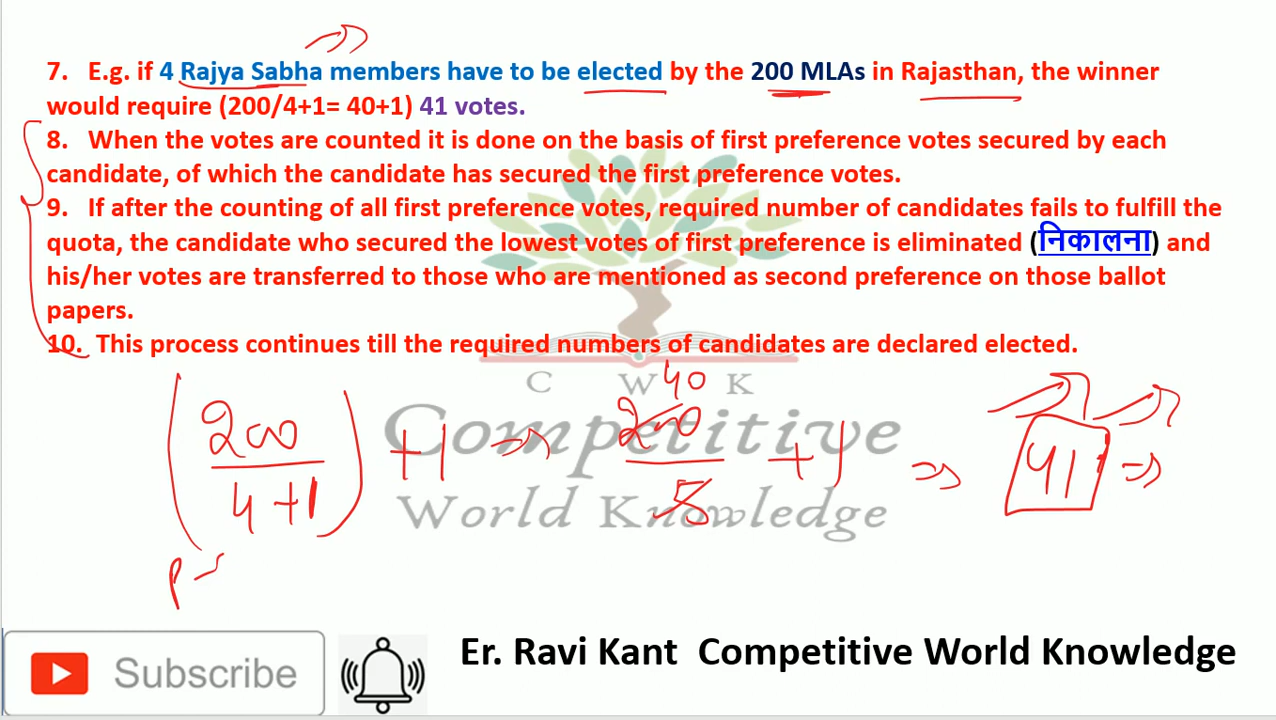 7. E.g. if 4 Rajya Sabha members have to be elected by the 200 MLAs in Rajasthan, the winner
would require (200/4+1= 40+1) 41 votes.
8. When the votes are counted it is done on the basis of first preference votes secured by each
candidate, of which the candidate has secured the first preference votes.
9. If after the counting of all first preference votes, required number of candidates fails to fulfill the
quota, the candidate who secured the lowest votes of first preference is eliminated (निकालना) and
his/her votes are transferred to those who are mentioned as second preference on those ballot
papers.
10. This process continues till the required numbers of candidates are declared elected.
C W K
Competitive
World Knowledge
(200/4+1) +1 ⇒ 200/5 40 +1 ⇒ 41 ⇒
Subscribe
Er. Ravi Kant Competitive World Knowledge